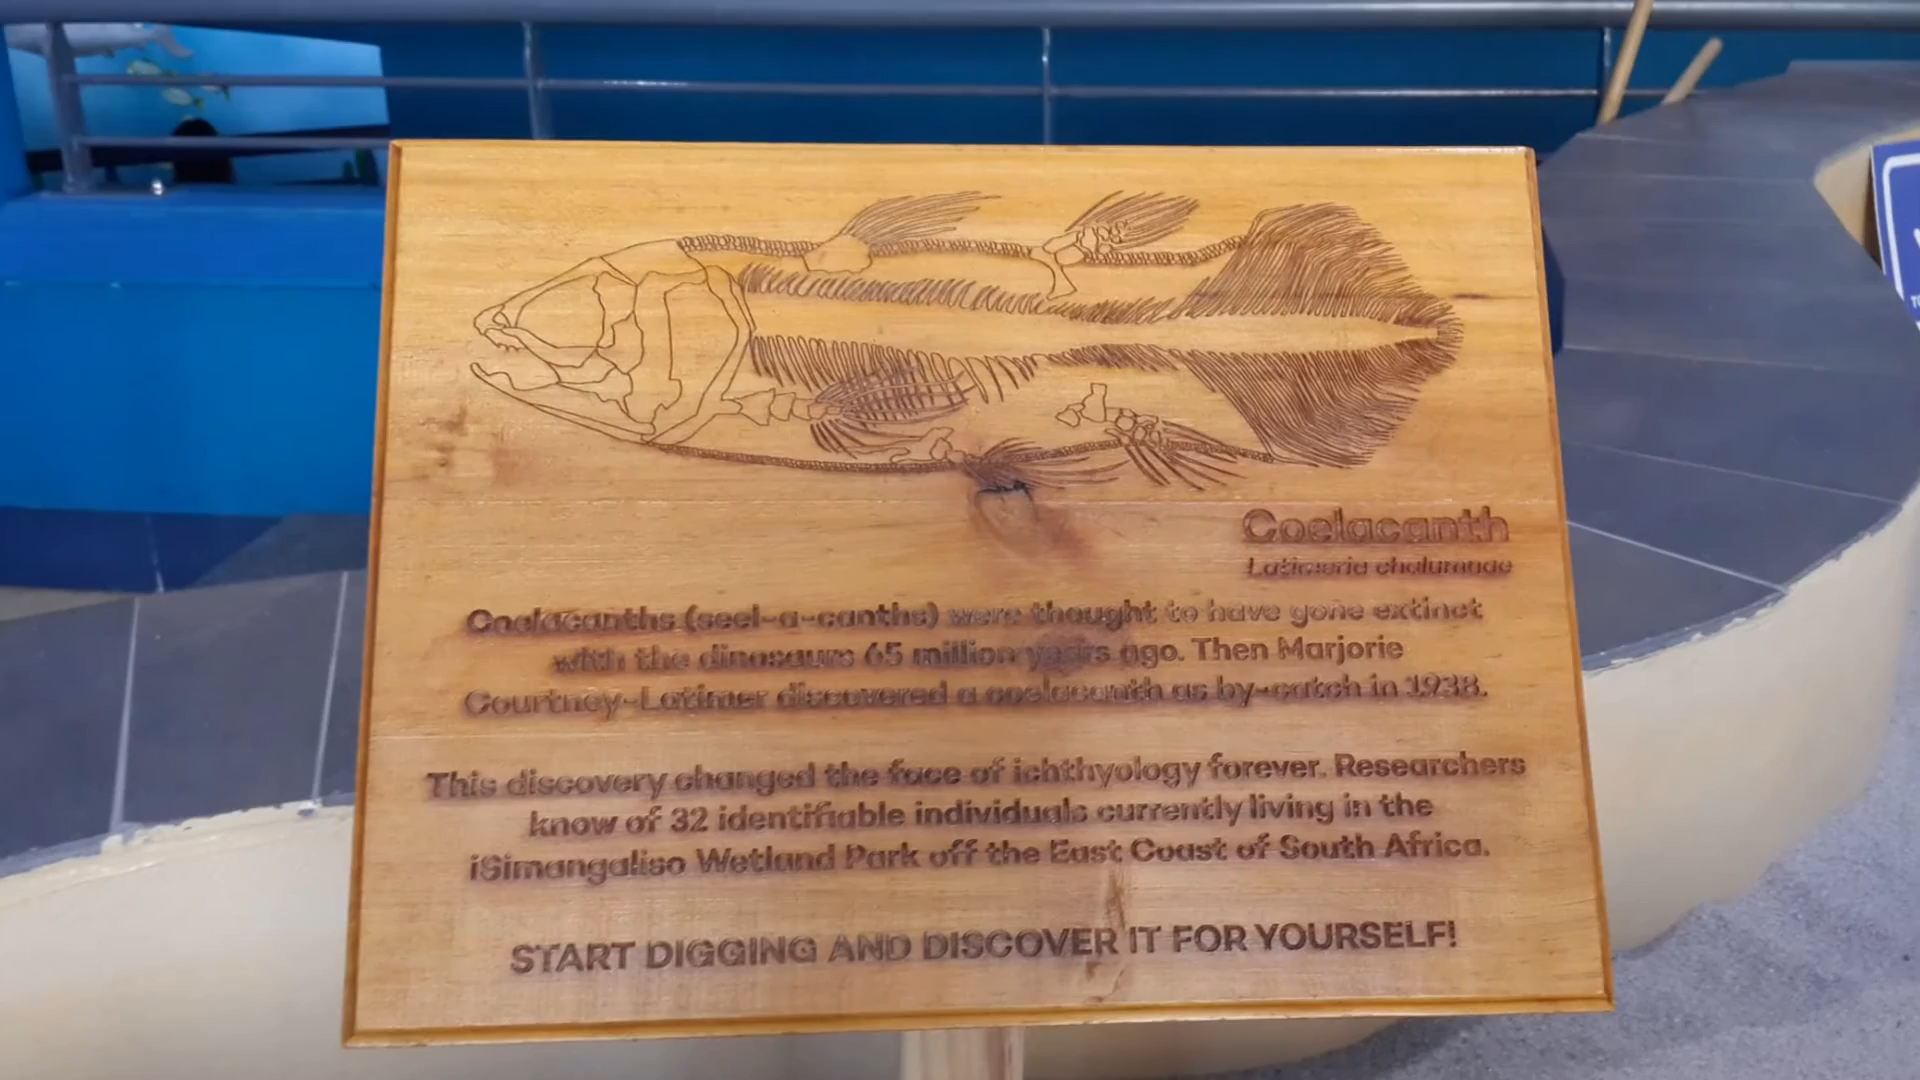 Coelacanth
Latimeria chalumnae
Coelacanths (seel-a-canths) were thought to have gone extinct
with the dinosaurs 65 million years ago. Then Marjorie
Courtney-Latimer discovered a coelacanth as by-catch in 1938.
This discovery changed the face of ichthyology forever. Researchers
know of 32 identifiable individuals currently living in the
iSimangaliso Wetland Park off the East Coast of South Africa.
START DIGGING AND DISCOVER IT FOR YOURSELF!